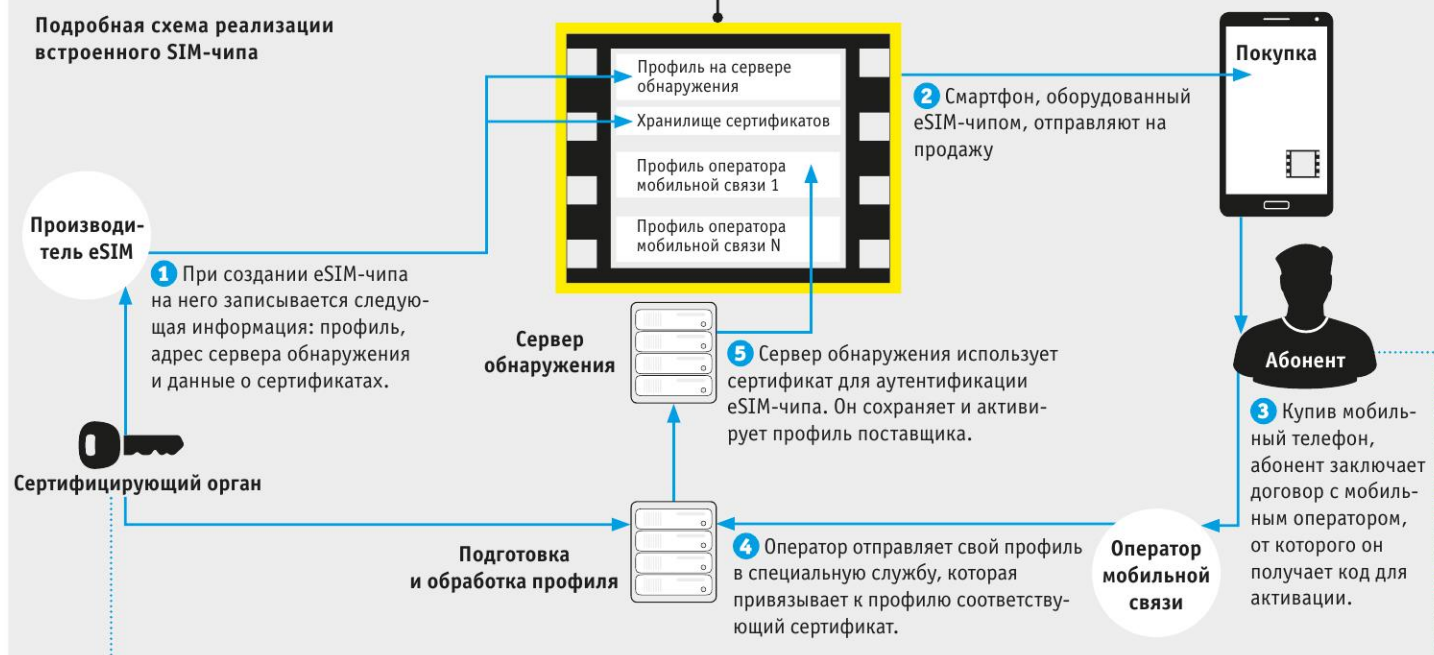 Подробная схема реализации
встроенного SIM-чипа
Профиль на сервере
обнаружения
Хранилище сертификатов
Профиль оператора
мобильной связи 1
Профиль оператора
мобильной связи N
Покупка
2 Смартфон, оборудованный
eSIM-чипом, отправляют на
продажу
Производи-
тель eSIM
1 При создании eSIM-чипа
на него записывается следую-
щая информация: профиль,
адрес сервера обнаружения
и данные о сертификатах.
Сервер
обнаружения
5 Сервер обнаружения использует
сертификат для аутентификации
eSIM-чипа. Он сохраняет и активи-
рует профиль поставщика.
Абонент
3 Купив мобиль-
ный телефон,
абонент заключает
договор с мобиль-
ным оператором,
от которого он
получает код для
активации.
Сертифицирующий орган
Подготовка
и обработка профиля
4 Оператор отправляет свой профиль
в специальную службу, которая
привязывает к профилю соответству-
ющий сертификат.
Оператор
мобильной
связи